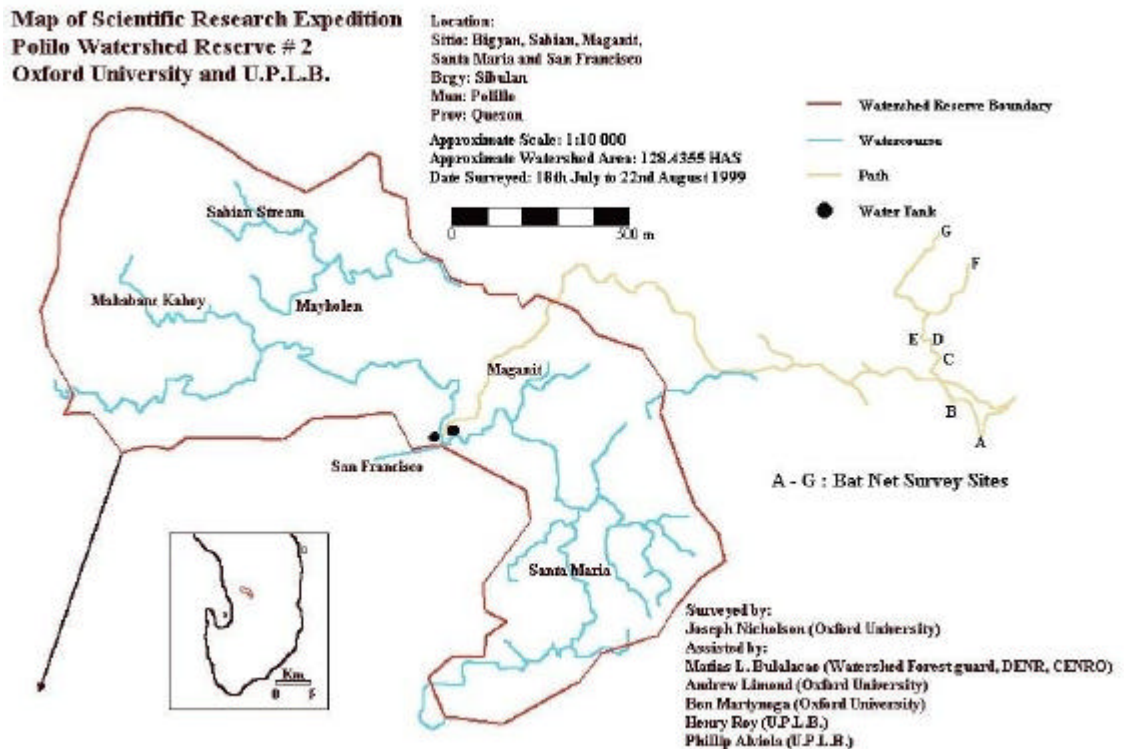 Map of Scientific Research Expedition
Polilo Watershed Reserve # 2
Oxford University and U.P.L.B.
Location:
Sitio: Bigyan, Sabian, Maganit,
Santa Maria and San Francisco
Brgy: Sibulan
Mun: Polillo
Prov: Quezon
Approximate Scale: 1:10 000
Approximate Watershed Area: 128.4355 HAS
Date Surveyed: 18th July to 22nd August 1999
0 500 m
Watershed Reserve Boundary
Watercourse
Path
Water Tank
Sabian Stream
Mahabang Kahoy
Mayholen
Maganit
San Francisco
Santa Maria
G
F
E D
C
B
A
A - G : Bat Net Survey Sites
Km
0 5
Surveyed by:
Joseph Nicholson (Oxford University)
Assisted by:
Matias L. Eulalacao (Watershed Forest guard, DENR, CENRO)
Andrew Limond (Oxford University)
Ben Martynoga (Oxford University)
Henry Roy (U.P.L.B.)
Phillip Alviola (U.P.L.B.)